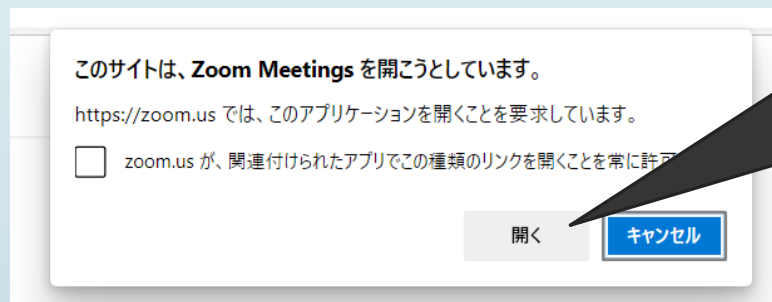 このサイトは、Zoom Meetings を開こうとしています。
https://zoom.us では、このアプリケーションを開くことを要求しています。
zoom.us が、関連付けられたアプリでこの種類のリンクを開くことを常に許可
開く
キャンセル